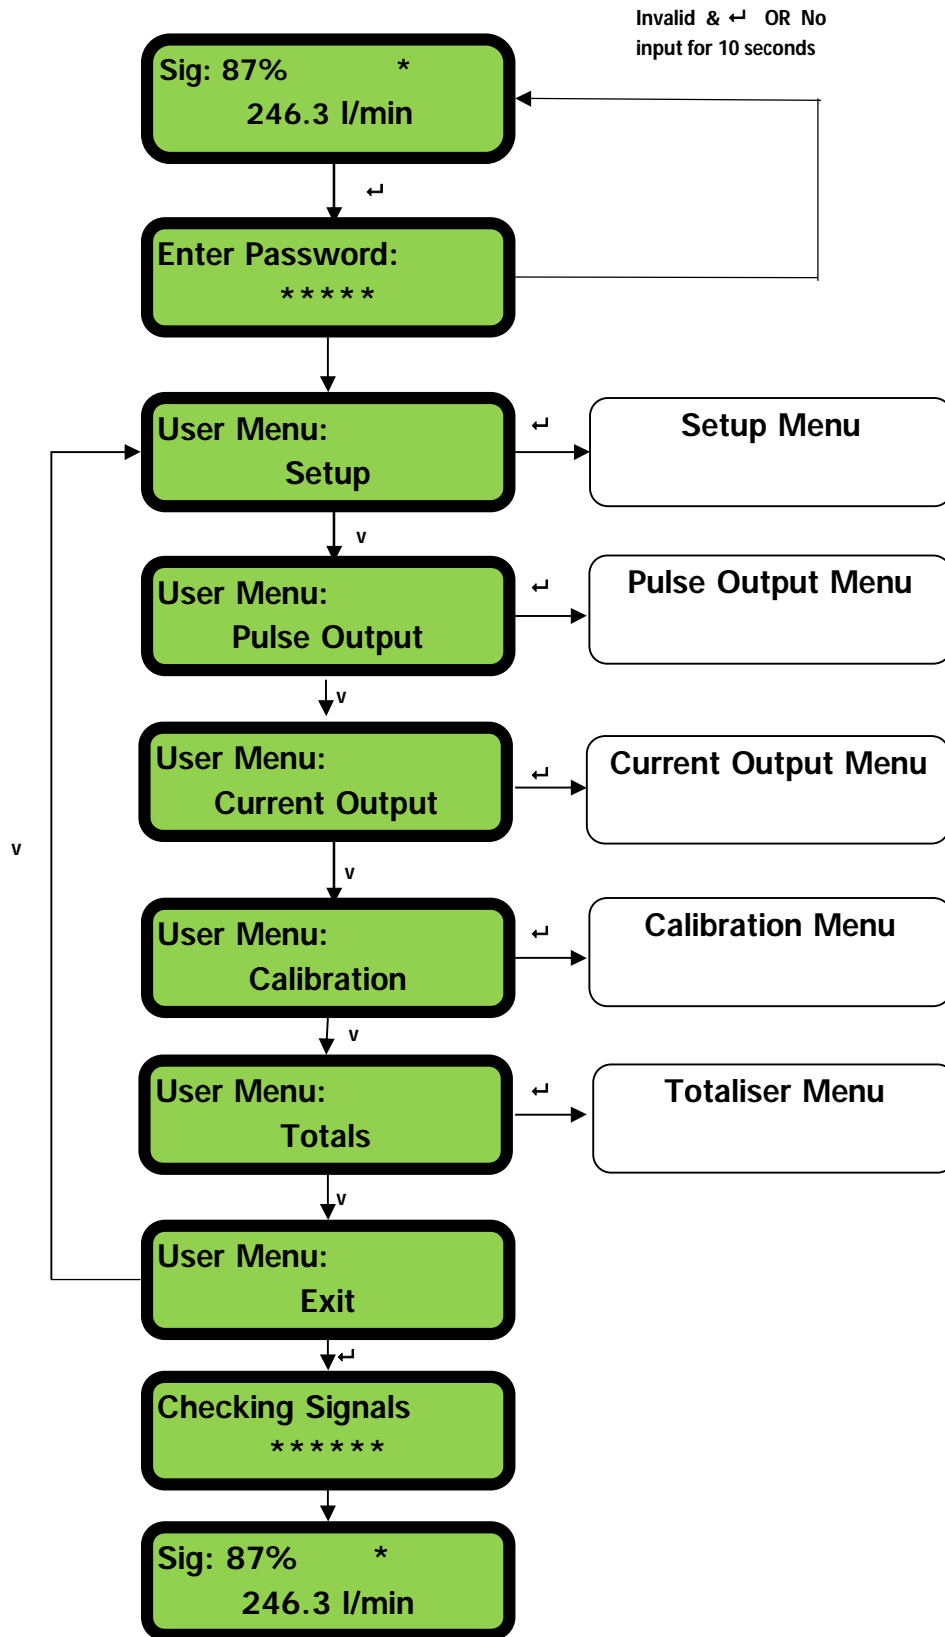 Invalid & ↵ OR No
input for 10 seconds
Sig: 87% *
246.3 l/min
↵
Enter Password:
*****
User Menu:
Setup
↵
Setup Menu
v
User Menu:
Pulse Output
↵
Pulse Output Menu
v
User Menu:
Current Output
↵
Current Output Menu
v
v
User Menu:
Calibration
↵
Calibration Menu
v
User Menu:
Totals
↵
Totaliser Menu
v
User Menu:
Exit
↵
Checking Signals
******
Sig: 87% *
246.3 l/min